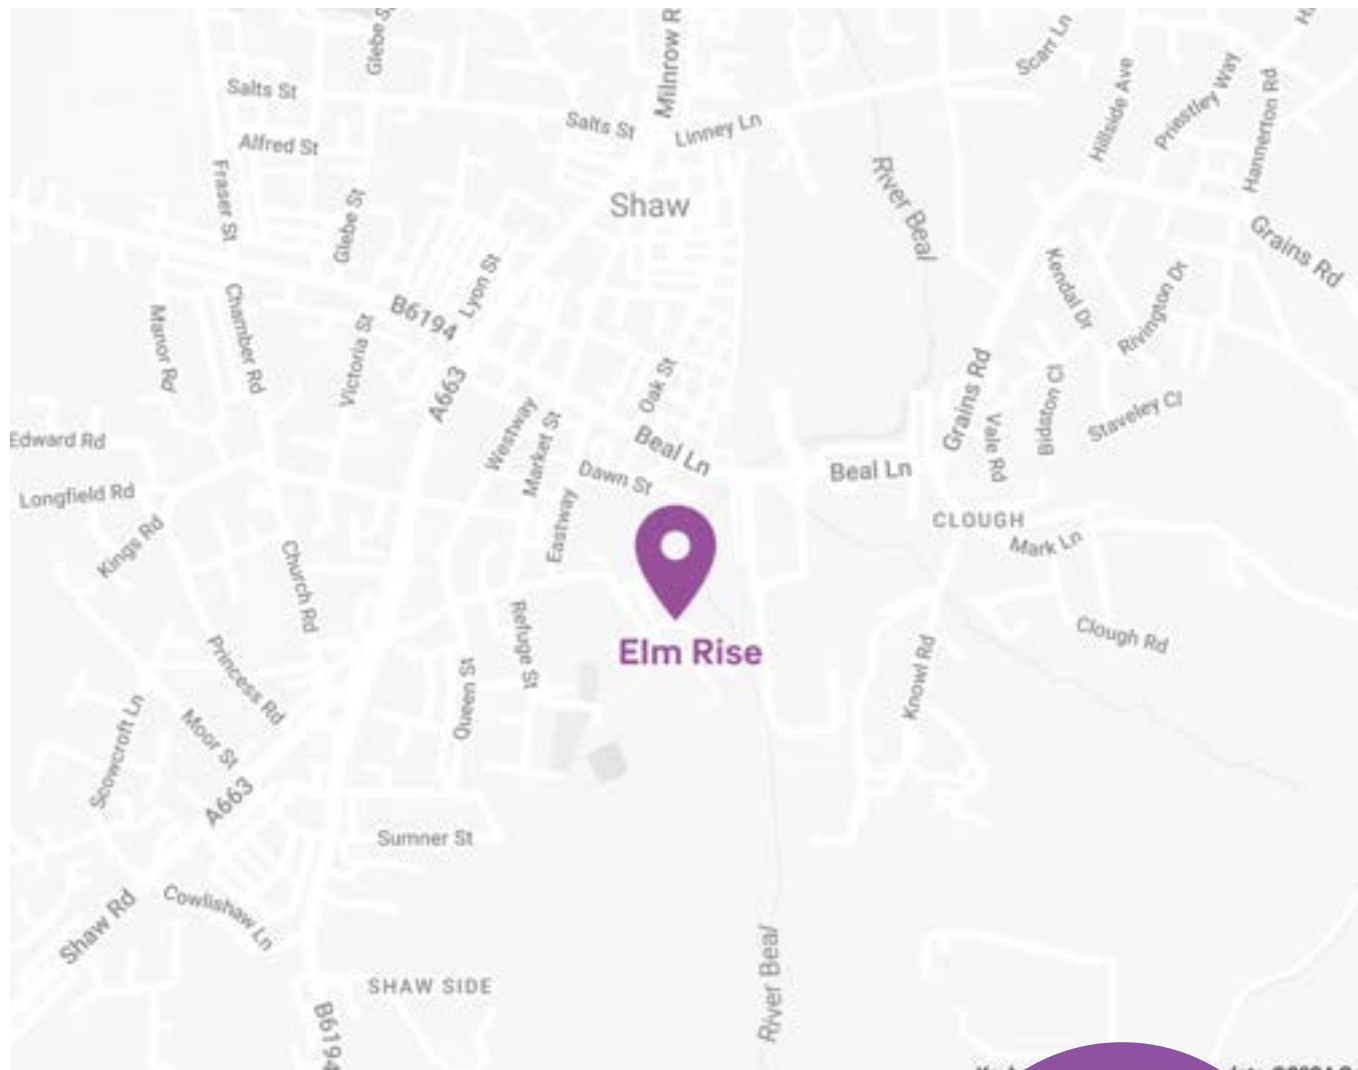 Glebe S
Milnrow R
Scarr Ln
Hillside Ave
Priestley Way
Hannerton Rd
Salts St
Salts St
Linney Ln
Alfred St
Fraser St
Glebe St
Shaw
River Beal
Grains Rd
Lyon St
B6194
Kendal Dr
Rivington Dr
Manor Rd
Chamber Rd
Victoria St
A663
Oak St
Grains Rd
Bidston Cl
Staveley Cl
Vale Rd
Westway
Market St
Beal Ln
Beal Ln
Edward Rd
Dawn St
Longfield Rd
Eastway
CLOUGH
Mark Ln
Kings Rd
Church Rd
Elm Rise
Refuge St
Clough Rd
Princess Rd
Queen St
Knowl Rd
Scowcroft Ln
Moor St
A663
Sumner St
Shaw Rd
Cowlishaw Ln
River Beal
SHAW SIDE
B6194